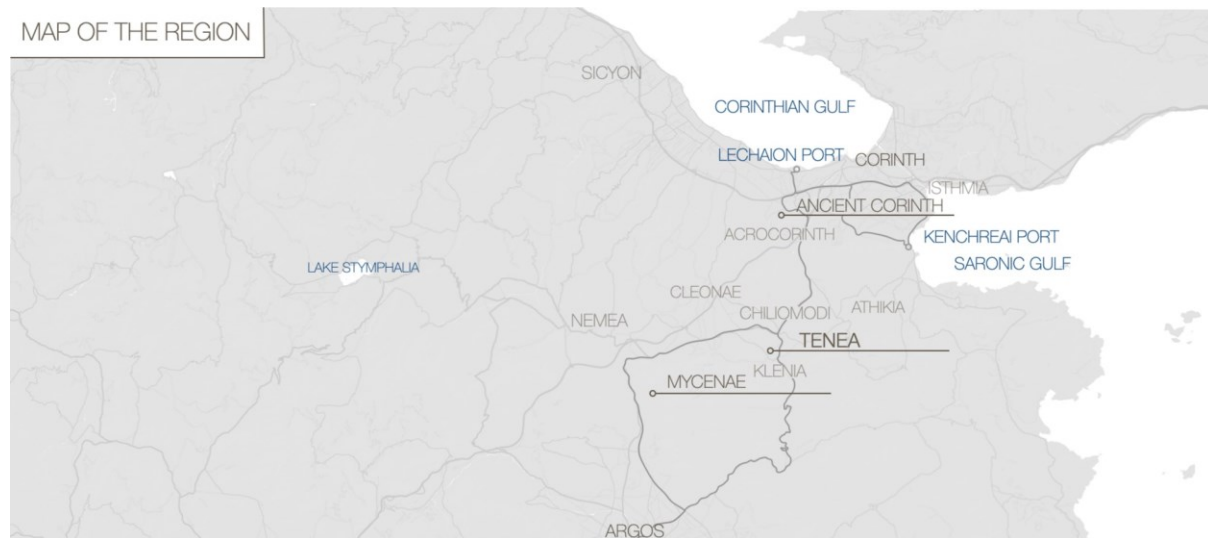 MAP OF THE REGION
SICYON
CORINTHIAN GULF
LECHAION PORT
CORINTH
ISTHMIA
ANCIENT CORINTH
ACROCORINTH
KENCHREAI PORT
SARONIC GULF
LAKE STYMPHALIA
CLEONAE
CHILIOMODI
ATHIKIA
NEMEA
TENEA
KLENIA
MYCENAE
ARGOS